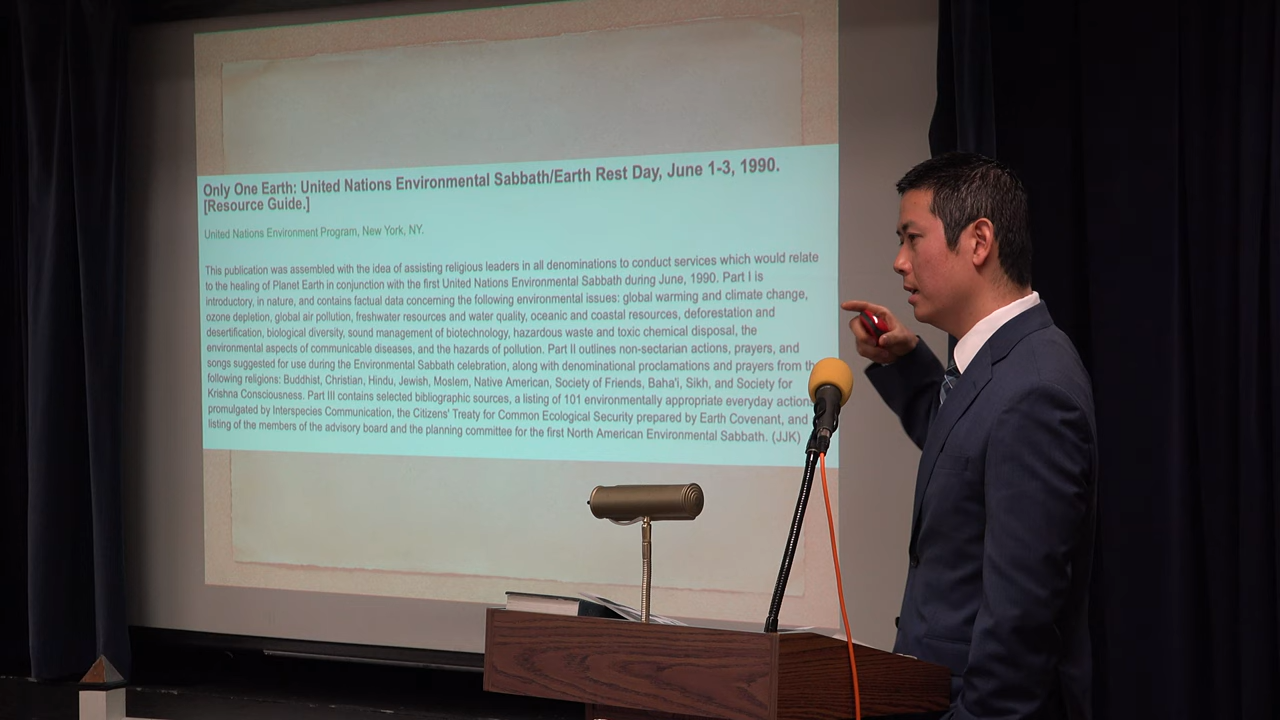 Only One Earth: United Nations Environmental Sabbath/Earth Rest Day, June 1-3, 1990.
[Resource Guide.]
United Nations Environment Program, New York, NY.
This publication was assembled with the idea of assisting religious leaders in all denominations to conduct services which would relate
to the healing of Planet Earth in conjunction with the first United Nations Environmental Sabbath during June, 1990. Part I is
introductory, in nature, and contains factual data concerning the following environmental issues: global warming and climate change,
ozone depletion, global air pollution, freshwater resources and water quality, oceanic and coastal resources, deforestation and
desertification, biological diversity, sound management of biotechnology, hazardous waste and toxic chemical disposal, the
environmental aspects of communicable diseases, and the hazards of pollution. Part II outlines non-sectarian actions, prayers, and
songs suggested for use during the Environmental Sabbath celebration, along with denominational proclamations and prayers from th
following religions: Buddhist, Christian, Hindu, Jewish, Moslem, Native American, Society of Friends, Baha'i, Sikh, and Society for
Krishna Consciousness. Part III contains selected bibliographic sources, a listing of 101 environmentally appropriate everyday actions
promulgated by Interspecies Communication, the Citizens' Treaty for Common Ecological Security prepared by Earth Covenant, and
listing of the members of the advisory board and the planning committee for the first North American Environmental Sabbath. (JJK)